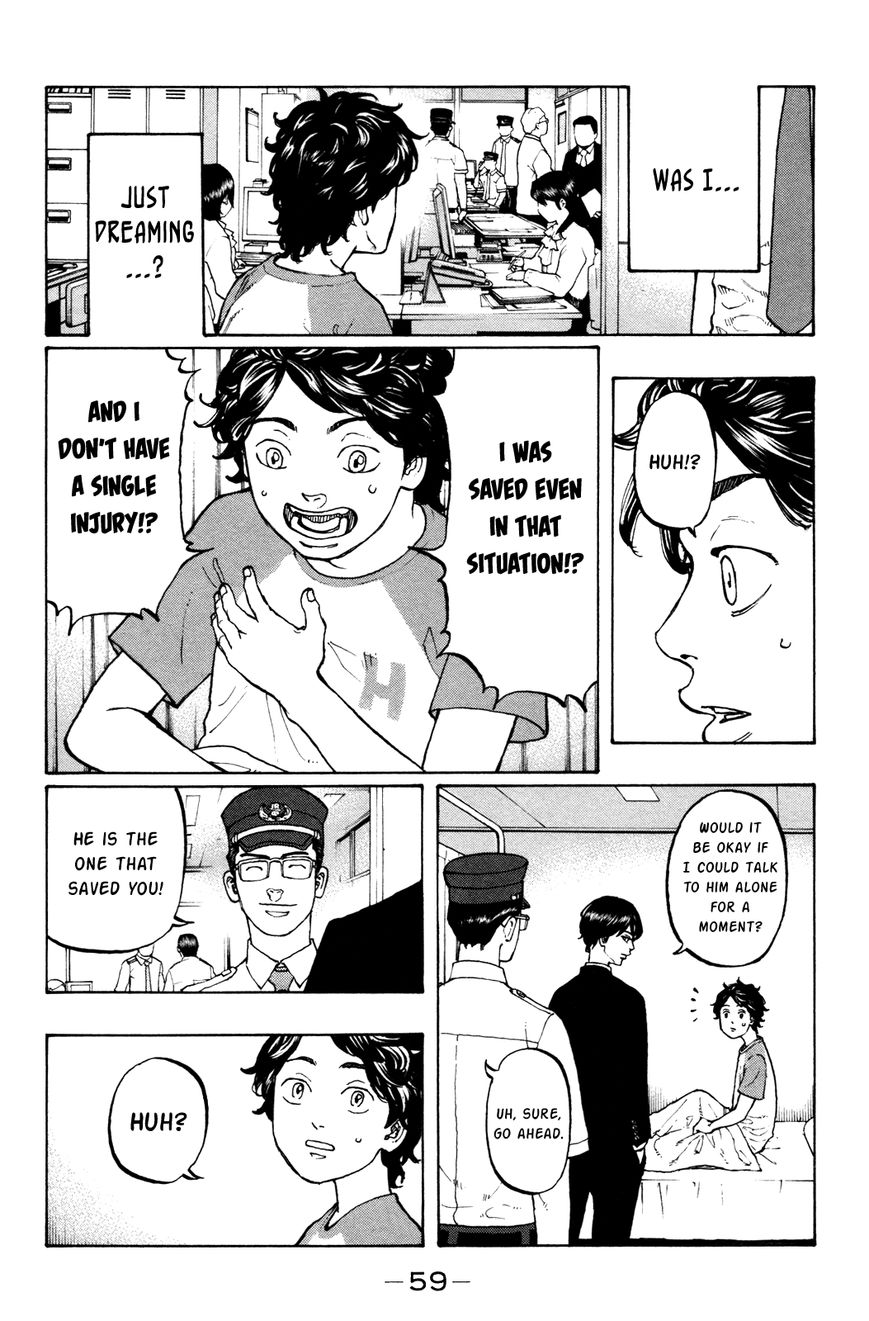 WAS I...
JUST
DREAMING
...?
HUH!?
I WAS
SAVED EVEN
IN THAT
SITUATION!?
AND I
DON'T HAVE
A SINGLE
INJURY!?
H
HE IS THE
ONE THAT
SAVED YOU!
HUH?
WOULD IT
BE OKAY IF
I COULD TALK
TO HIM ALONE
FOR A
MOMENT?
UH, SURE,
GO AHEAD.
—59—